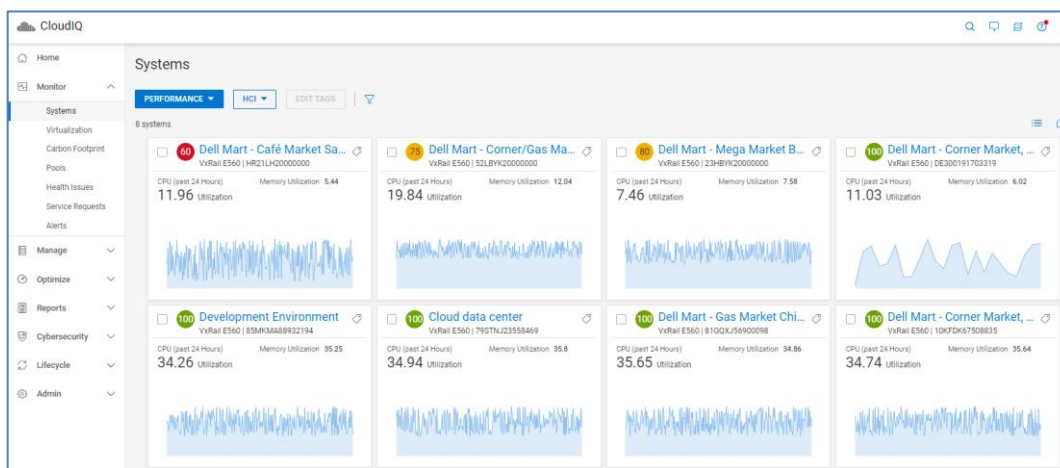 CloudIQ
Home
Monitor
Systems
Virtualization
Carbon Footprint
Pools
Health Issues
Service Requests
Alerts
Manage
Optimize
Reports
Cybersecurity
Lifecycle
Admin
Systems
PERFORMANCE HCI EDIT TAGS
8 systems
60 Dell Mart - Café Market Sa...
VxRail E560 | HR21LH20000000
CPU (past 24 Hours) Memory Utilization 5.44
11.96 Utilization
75 Dell Mart - Corner/Gas Ma...
VxRail E560 | 52LBYK20000000
CPU (past 24 Hours) Memory Utilization 12.04
19.84 Utilization
80 Dell Mart - Mega Market B...
VxRail E560 | 23HBYK20000000
CPU (past 24 Hours) Memory Utilization 7.58
7.46 Utilization
100 Dell Mart - Corner Market, ...
VxRail E560 | DE300191703319
CPU (past 24 Hours) Memory Utilization 6.02
11.03 Utilization
100 Development Environment
VxRail E560 | 85MKMA88932194
CPU (past 24 Hours) Memory Utilization 35.25
34.26 Utilization
100 Cloud data center
VxRail E560 | 79STNJ23558469
CPU (past 24 Hours) Memory Utilization 35.8
34.94 Utilization
100 Dell Mart - Gas Market Chi...
VxRail E560 | 81GQXJ56900098
CPU (past 24 Hours) Memory Utilization 34.86
35.65 Utilization
100 Dell Mart - Corner Market, ...
VxRail E560 | 10KFDK67508835
CPU (past 24 Hours) Memory Utilization 35.64
34.74 Utilization